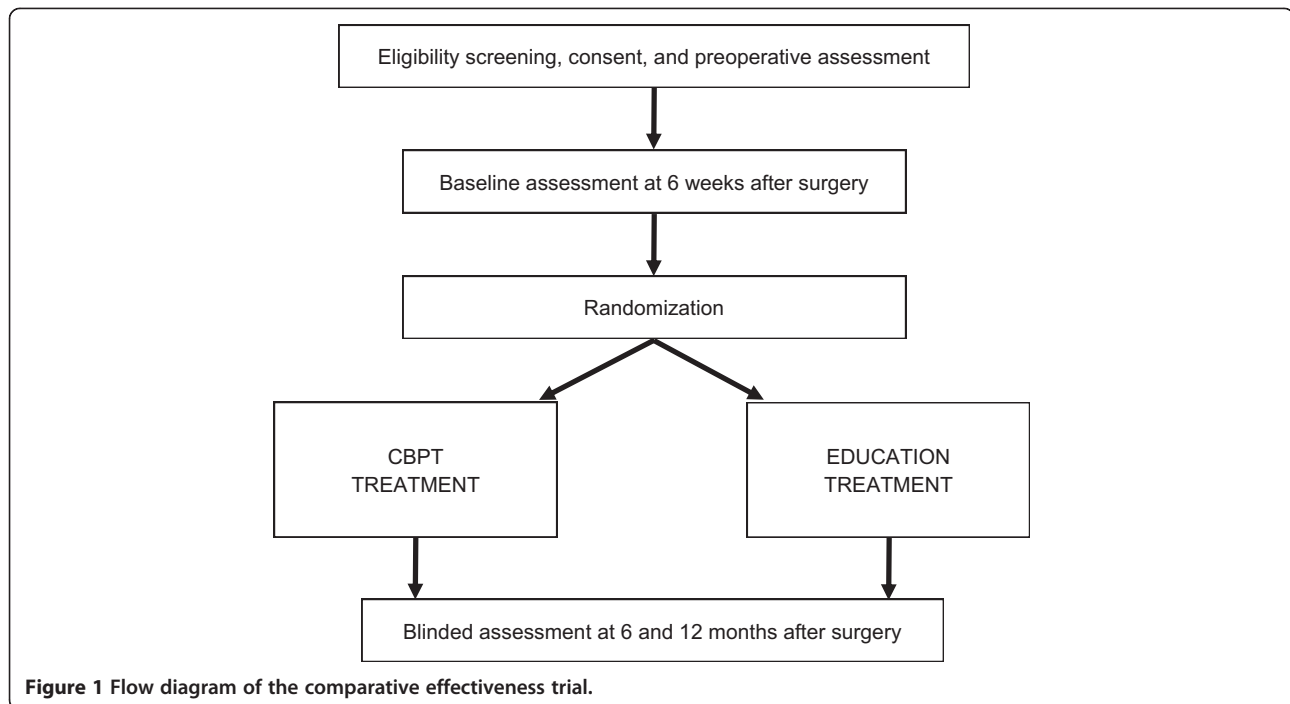 Eligibility screening, consent, and preoperative assessment
Baseline assessment at 6 weeks after surgery
Randomization
CBPT
TREATMENT
EDUCATION
TREATMENT
Blinded assessment at 6 and 12 months after surgery
Figure 1 Flow diagram of the comparative effectiveness trial.